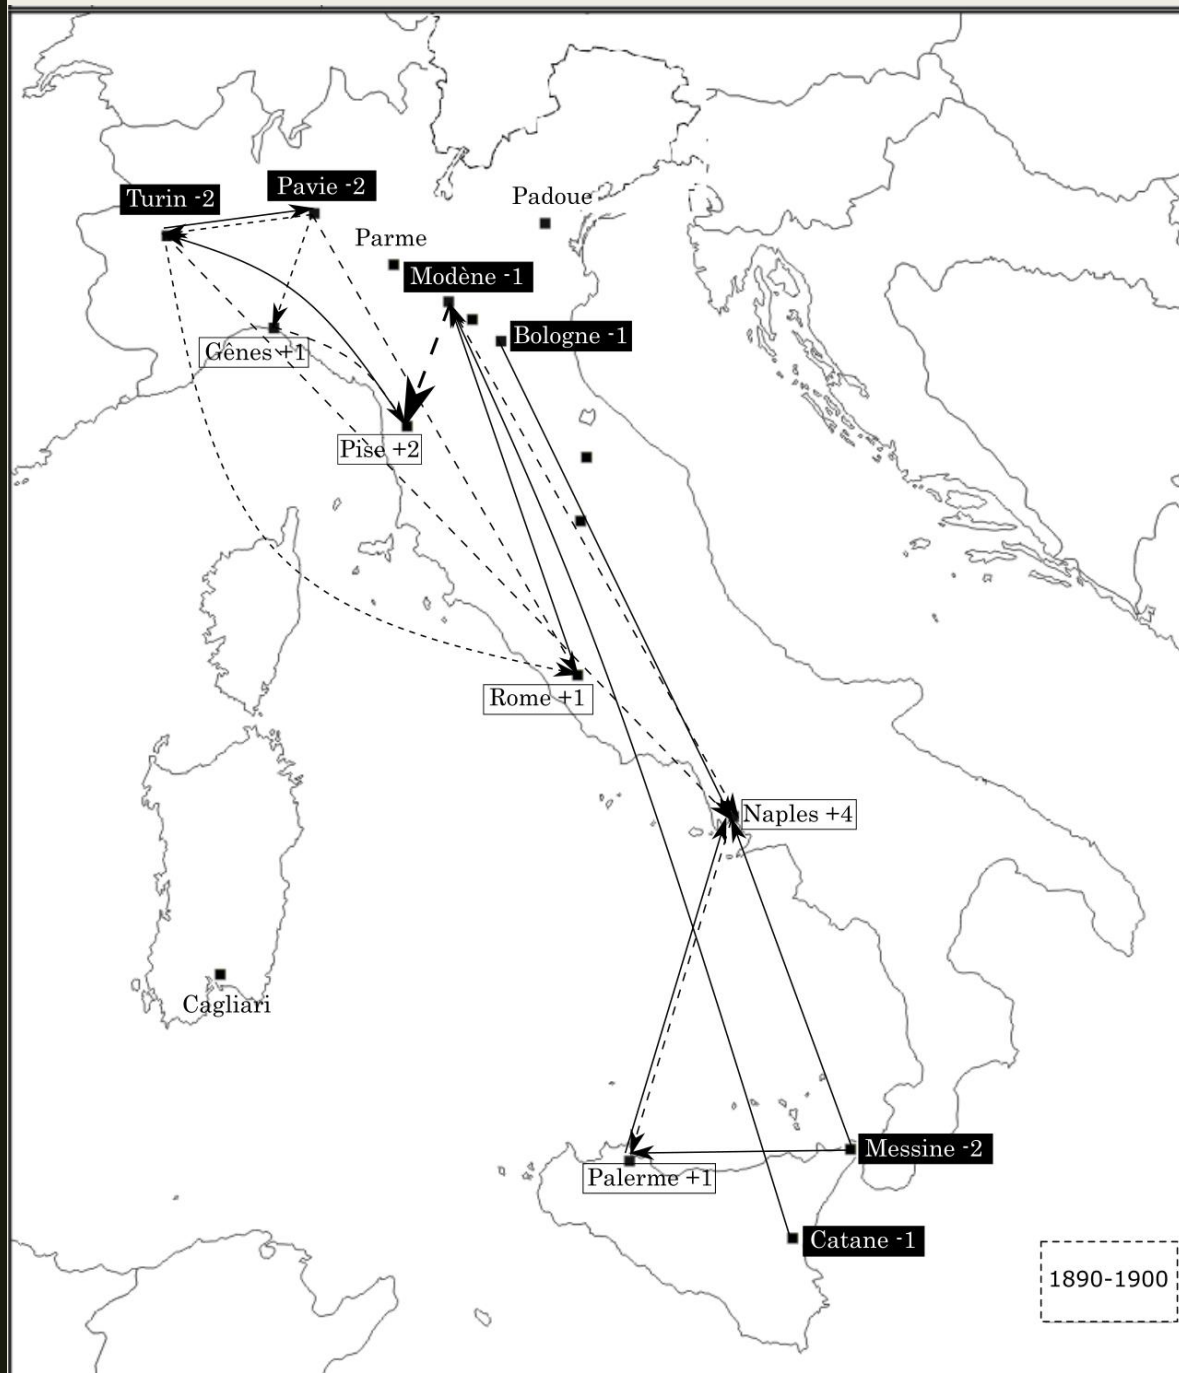 Pavie -2
Turin -2
Padoue
Parme
Modène -1
Bologne -1
Gênes +1
Pise +2
Rome +1
Naples +4
Cagliari
Messine -2
Palerme +1
Catane -1
1890-1900